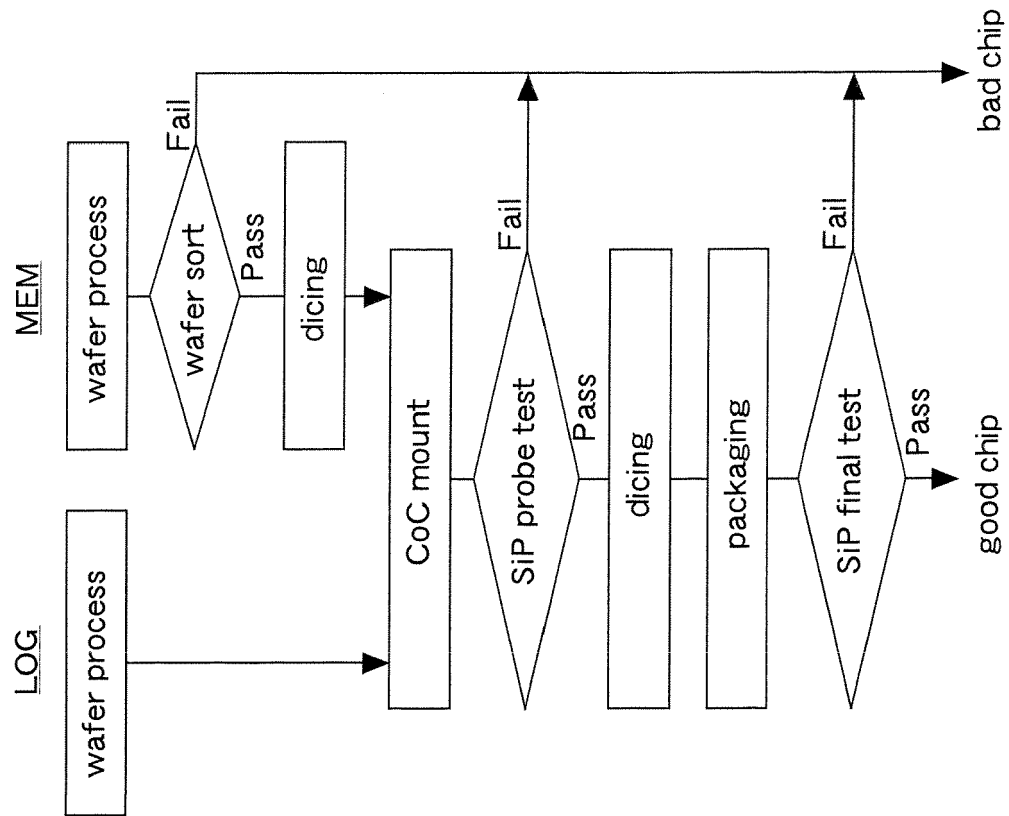 LOG
MEM
wafer process
wafer process
wafer sort
Fail
Pass
dicing
CoC mount
SiP probe test
Fail
Pass
dicing
packaging
SiP final test
Fail
Pass
good chip
bad chip